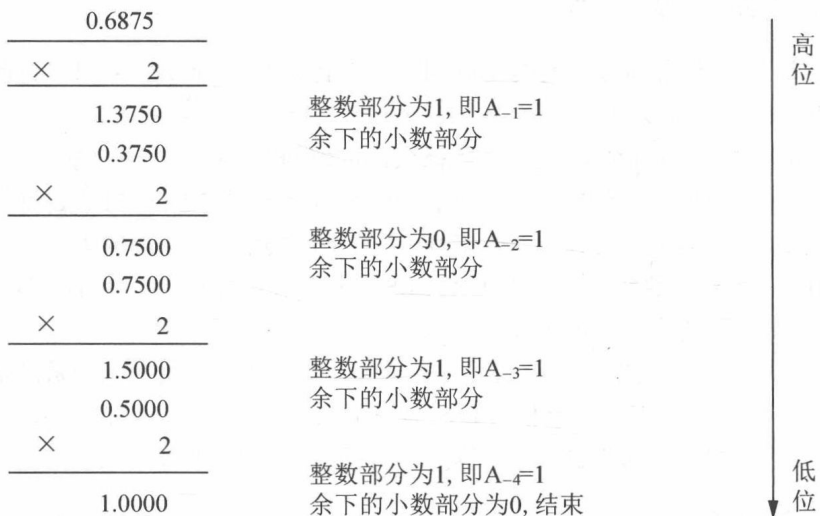 0.6875
× 2
1.3750
整数部分为1, 即A₋₁=1
0.3750
余下的小数部分
× 2
0.7500
整数部分为0, 即A₋₂=1
0.7500
余下的小数部分
× 2
1.5000
整数部分为1, 即A₋₃=1
0.5000
余下的小数部分
× 2
整数部分为1, 即A₋₄=1
1.0000
余下的小数部分为0, 结束
高位
低位